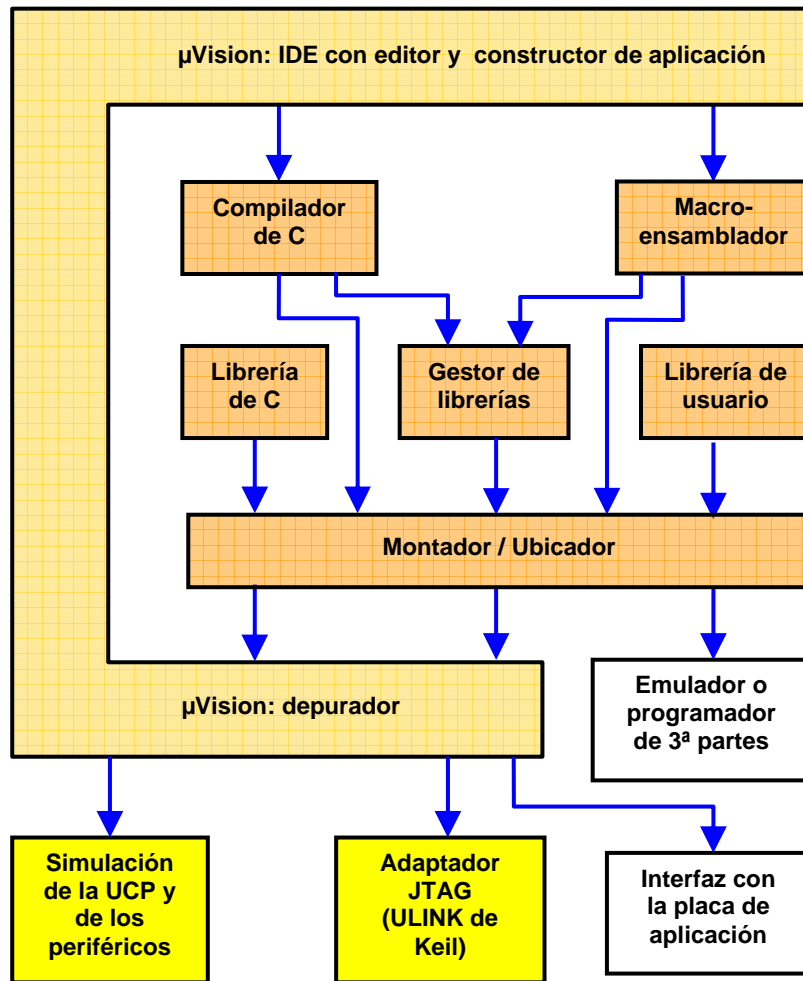 µVision: IDE con editor y constructor de aplicación
Compilador
de C
Macro-
ensamblador
Librería
de C
Gestor de
librerías
Librería de
usuario
Montador / Ubicador
µVision: depurador
Emulador o
programador
de 3ª partes
Simulación
de la UCP y
de los
periféricos
Adaptador
JTAG
(ULINK de
Keil)
Interfaz con
la placa de
aplicación